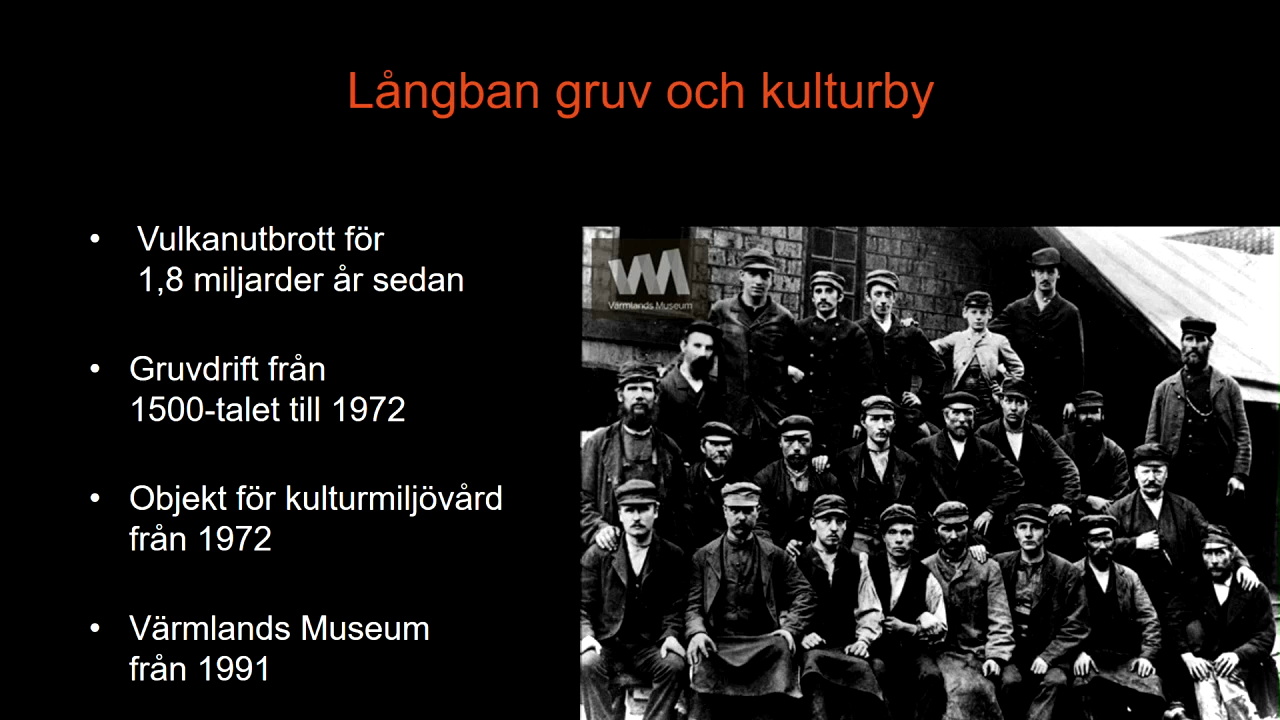 Långban gruv och kulturby
• Vulkanutbrott för
1,8 miljarder år sedan
• Gruvdrift från
1500-talet till 1972
• Objekt för kulturmiljövård
från 1972
• Värmlands Museum
från 1991
VM
Värmlands Museum